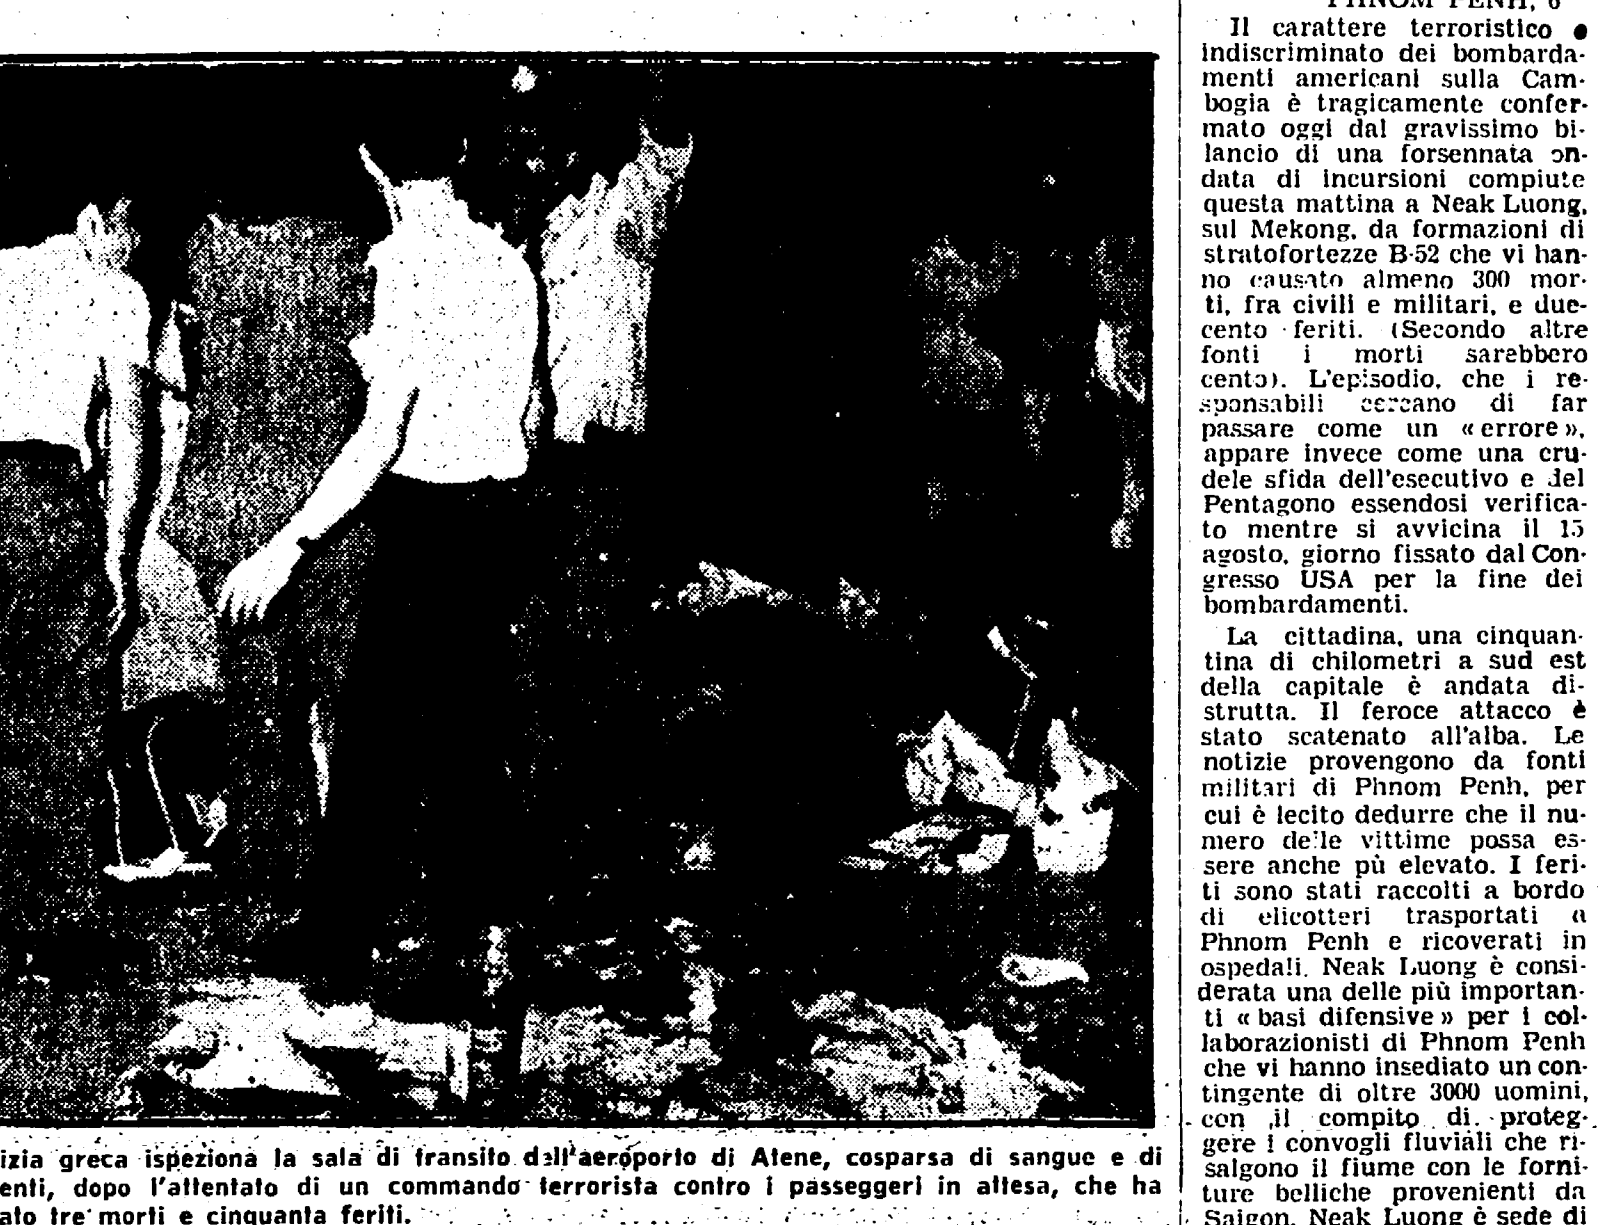 izia greca ispeziona la sala di transito dell'aeroporto di Atene, cosparsa di sangue e di
enti, dopo l'attentato di un commando terrorista contro i passeggeri in attesa, che ha
ato tre morti e cinquanta feriti.
PHNOM PENH, 6
Il carattere terroristico e
indiscriminato dei bombarda-
menti americani sulla Cam-
bogia è tragicamente confer-
mato oggi dal gravissimo bi-
lancio di una forsennata on-
data di incursioni compiute
questa mattina a Neak Luong,
sul Mekong, da formazioni di
stratofortezze B-52 che vi han-
no causato almeno 300 mor-
ti, fra civili e militari, e due-
cento feriti. (Secondo altre
fonti i morti sarebbero
cento). L'episodio, che i re-
sponsabili cercano di far
passare come un « errore »,
appare invece come una cru-
dele sfida dell'esecutivo e del
Pentagono essendosi verifica-
to mentre si avvicina il 15
agosto, giorno fissato dal Con-
gresso USA per la fine dei
bombardamenti.
La cittadina, una cinquan-
tina di chilometri a sud est
della capitale è andata di-
strutta. Il feroce attacco è
stato scatenato all'alba. Le
notizie provengono da fonti
militari di Phnom Penh, per
cui è lecito dedurre che il nu-
mero delle vittime possa es-
sere anche pù elevato. I feri-
ti sono stati raccolti a bordo
di elicotteri trasportati a
Phnom Penh e ricoverati in
ospedali. Neak Luong è consi-
derata una delle più importan-
ti « basi difensive » per i col-
laborazionisti di Phnom Penh
che vi hanno insediato un con-
tingente di oltre 3000 uomini,
con il compito di proteg-
gere i convogli fluviali che ri-
salgono il fiume con le forni-
ture belliche provenienti da
Saigon. Neak Luong è sede di